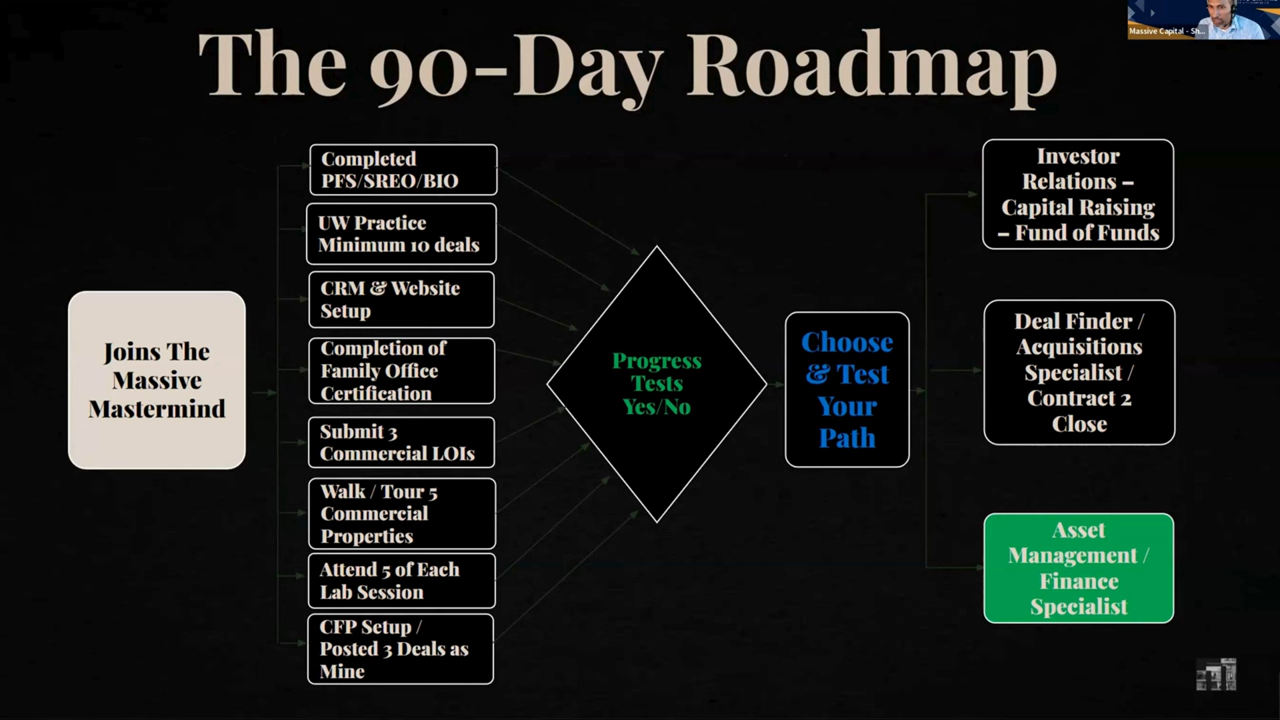 Massive Capital - Sh...
The 90-Day Roadmap
Joins The
Massive
Mastermind
Completed
PFS/SREO/BIO
UW Practice
Minimum 10 deals
CRM & Website
Setup
Completion of
Family Office
Certification
Submit 3
Commercial LOIs
Walk / Tour 5
Commercial
Properties
Attend 5 of Each
Lab Session
CFP Setup /
Posted 3 Deals as
Mine
Progress
Tests
Yes/No
Choose
& Test
Your
Path
Investor
Relations –
Capital Raising
– Fund of Funds
Deal Finder /
Acquisitions
Specialist /
Contract 2
Close
Asset
Management /
Finance
Specialist